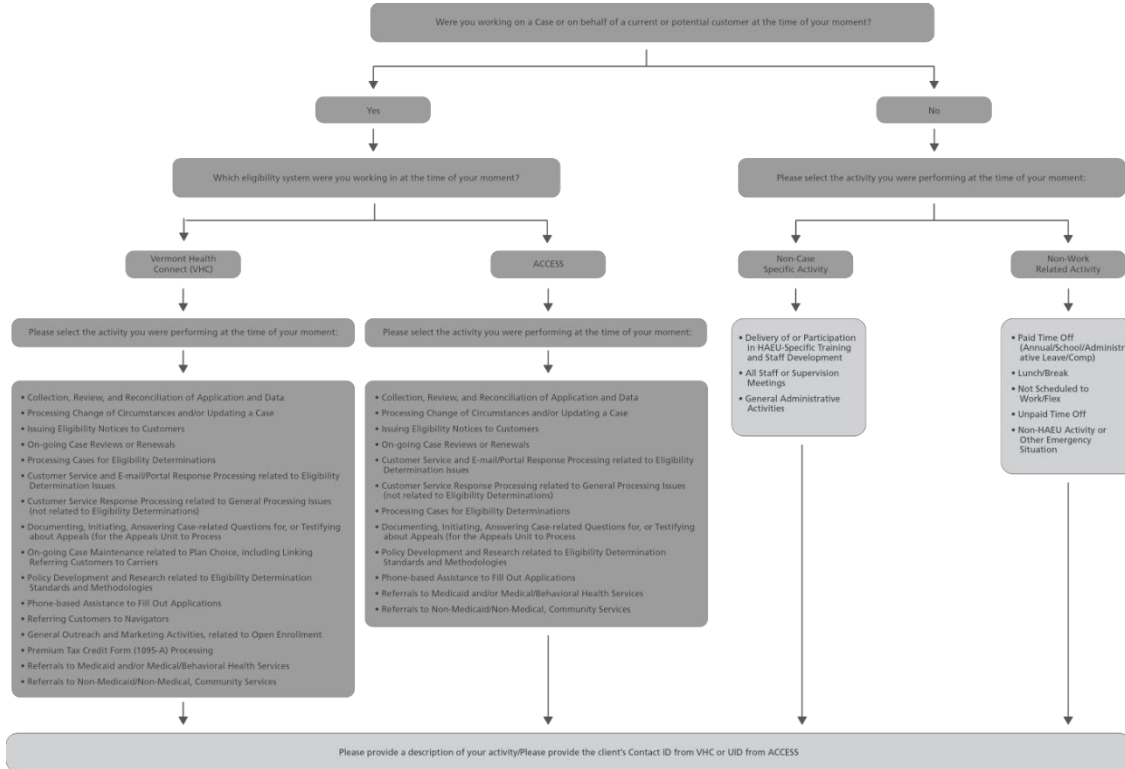 Were you working on a Case or on behalf of a current or potential customer at the time of your moment?
Yes
No
Which eligibility system were you working in at the time of your moment?
Please select the activity you were performing at the time of your moment:
Vermont Health
Connect (VHC)
ACCESS
Non-Case
Specific Activity
Non-Work
Related Activity
Please select the activity you were performing at the time of your moment:
Please select the activity you were performing at the time of your moment:
• Collection, Review, and Reconciliation of Application and Data
• Processing Change of Circumstances and/or Updating a Case
• Issuing Eligibility Notices to Customers
• On-going Case Reviews or Renewals
• Processing Cases for Eligibility Determinations
• Customer Service and E-mail/Portal Response Processing related to Eligibility
Determination Issues
• Customer Service Response Processing related to General Processing Issues
(not related to Eligibility Determinations)
• Documenting, Initiating, Answering Case-related Questions for, or Testifying
about Appeals (for the Appeals Unit to Process
• On-going Case Maintenance related to Plan Choice, including Linking
Referring Customers to Carriers
• Policy Development and Research related to Eligibility Determination
Standards and Methodologies
• Phone-based Assistance to Fill Out Applications
• Referring Customers to Navigators
• General Outreach and Marketing Activities, related to Open Enrollment
• Premium Tax Credit Form (1095-A) Processing
• Referrals to Medicaid and/or Medical/Behavioral Health Services
• Referrals to Non-Medicaid/Non-Medical, Community Services
• Collection, Review, and Reconciliation of Application and Data
• Processing Change of Circumstances and/or Updating a Case
• Issuing Eligibility Notices to Customers
• On-going Case Reviews or Renewals
• Customer Service and E-mail/Portal Response Processing related to Eligibility
Determination Issues
• Customer Service Response Processing related to General Processing Issues
(not related to Eligibility Determinations)
• Processing Cases for Eligibility Determinations
• Documenting, Initiating, Answering Case-related Questions for, or Testifying
about Appeals (for the Appeals Unit to Process
• Policy Development and Research related to Eligibility Determination
Standards and Methodologies
• Phone-based Assistance to Fill Out Applications
• Referrals to Medicaid and/or Medical/Behavioral Health Services
• Referrals to Non-Medicaid/Non-Medical, Community Services
• Delivery of or Participation
in HAEU-Specific Training
and Staff Development
• All Staff or Supervision
Meetings
• General Administrative
Activities
• Paid Time Off
(Annual/School/Administr
ative Leave/Comp)
• Lunch/Break
• Not Scheduled to
Work/Flex
• Unpaid Time Off
• Non-HAEU Activity or
Other Emergency
Situation
Please provide a description of your activity/Please provide the client's Contact ID from VHC or UID from ACCESS